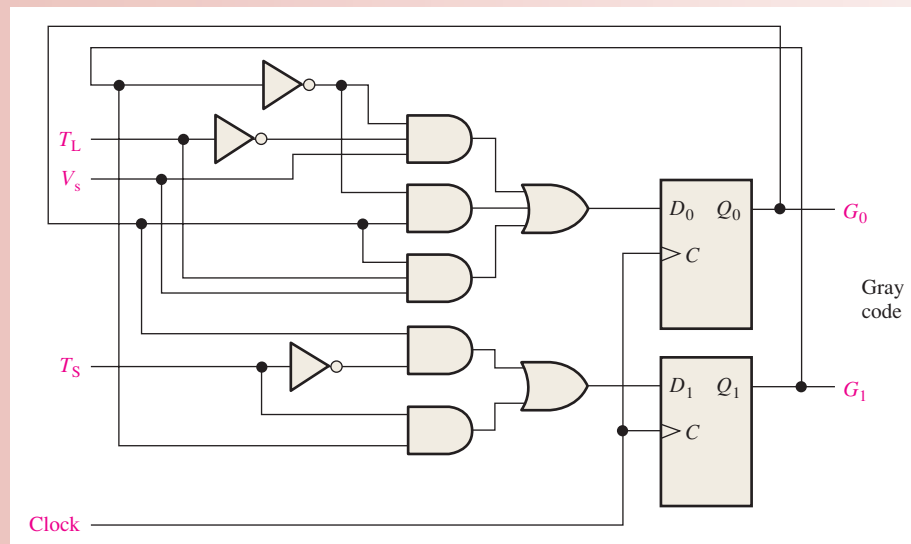 T_L
V_s
D_0 Q_0
G_0
C
Gray
code
T_S
D_1 Q_1
G_1
C
Clock